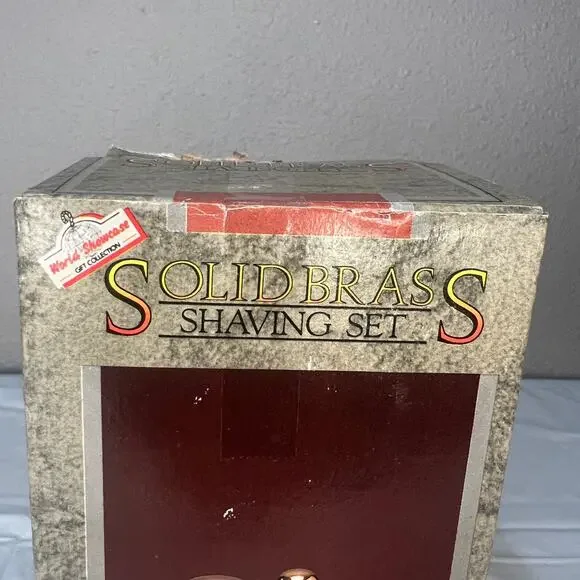 World Showcase
GIFT COLLECTION
SOLID BRASS
SHAVING SET